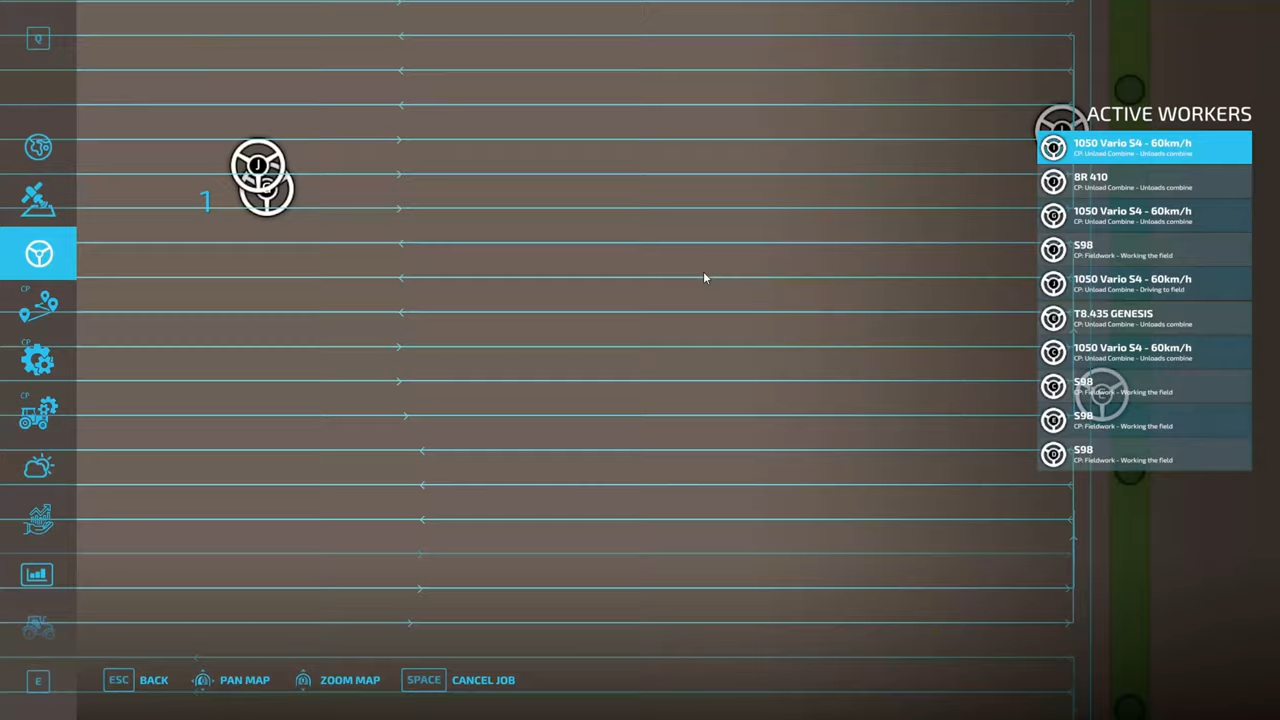 Q
ACTIVE WORKERS
1050 Vario S4 - 60km/h
CP: Unload Combine - Unloads combine
8R 410
CP: Unload Combine - Unloads combine
1050 Vario S4 - 60km/h
CP: Unload Combine - Unloads combine
S98
CP: Fieldwork - Working the field
1050 Vario S4 - 60km/h
CP: Unload Combine - Driving to field
T8.435 GENESIS
CP: Unload Combine - Unloads combine
1050 Vario S4 - 60km/h
CP: Unload Combine - Unloads combine
S98
CP: Fieldwork - Working the field
S98
CP: Fieldwork - Working the field
S98
CP: Fieldwork - Working the field
J
1
CP
CP
CP
E
ESC BACK PAN MAP ZOOM MAP SPACE CANCEL JOB